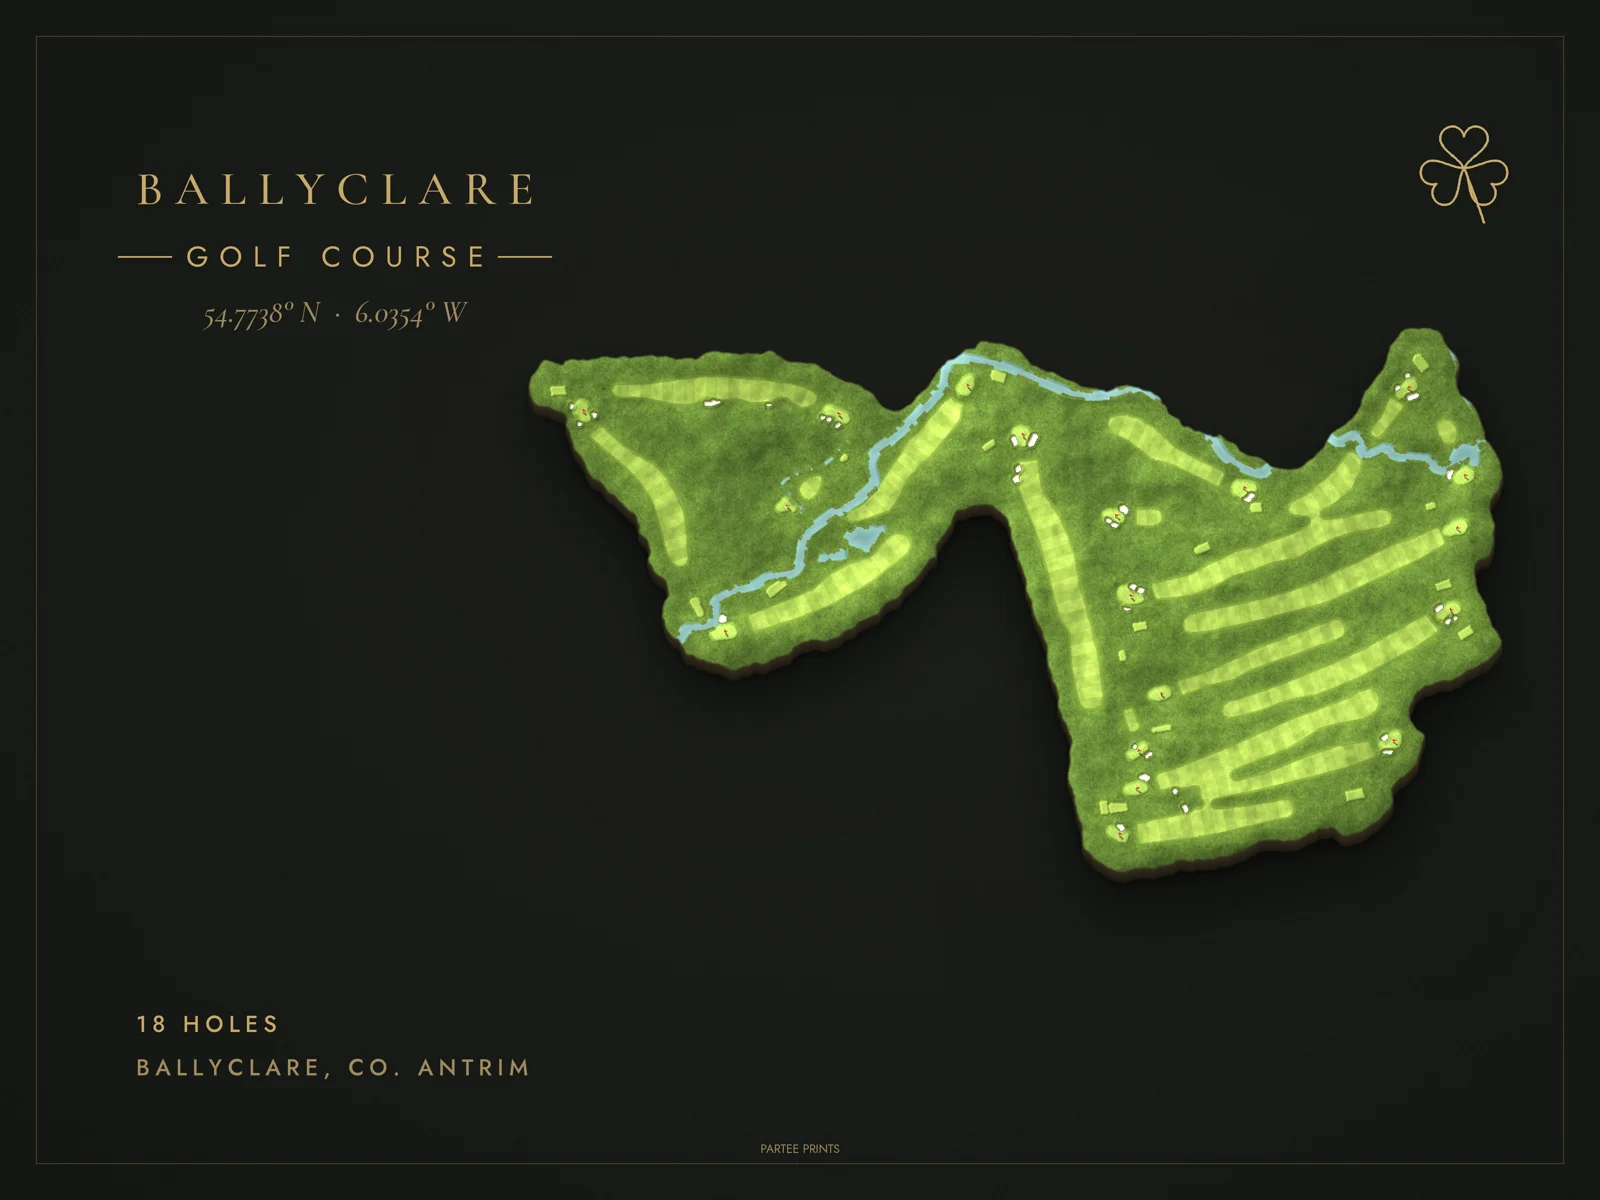 BALLYCLARE
GOLF COURSE
54.7738° N · 6.0354° W
18 HOLES
BALLYCLARE, CO. ANTRIM
PARTEE PRINTS